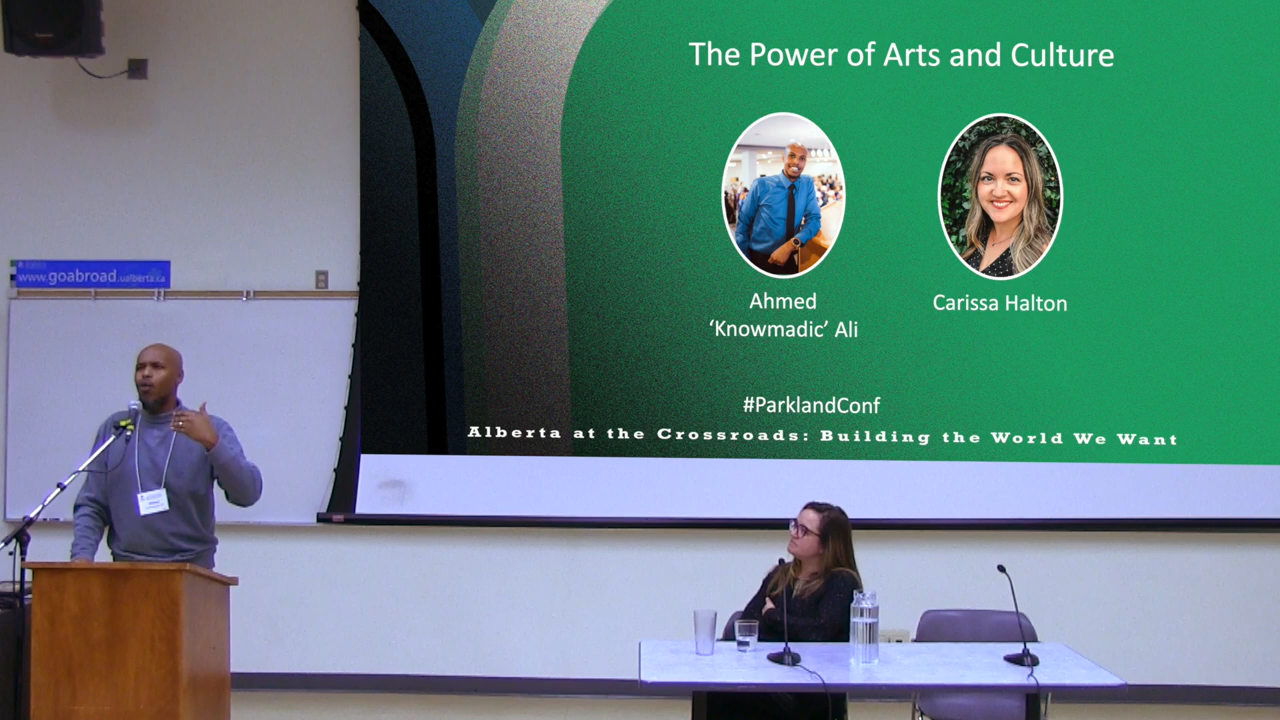 The Power of Arts and Culture
Ahmed
‘Knowmadic’ Ali
Carissa Halton
#ParklandConf
Alberta at the Crossroads: Building the World We Want
www.goabroad.ualberta.ca